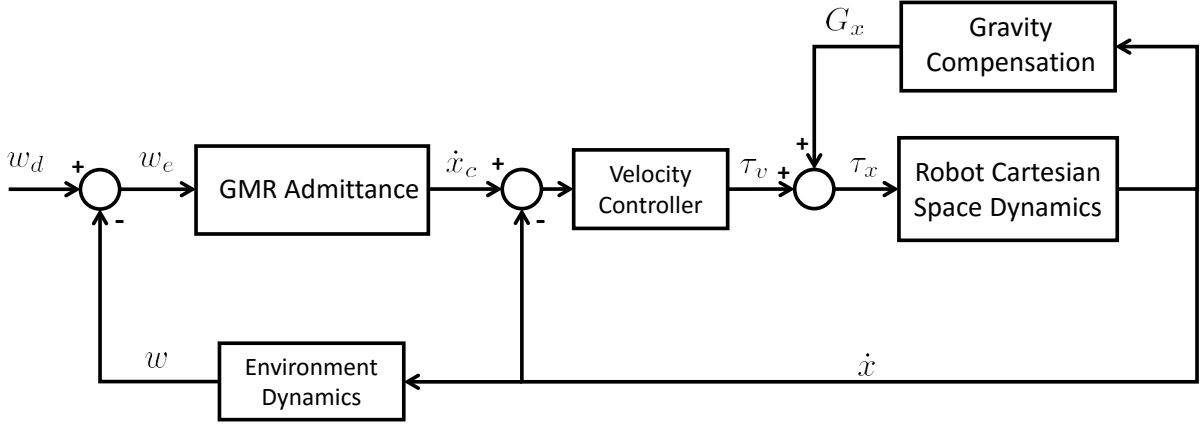 G_x
Gravity
Compensation
+
w_d
+
w_e
GMR Admittance
ẋ_c
+
Velocity
Controller
τ_v
+
τ_x
Robot Cartesian
Space Dynamics
-
-
w
Environment
Dynamics
ẋ